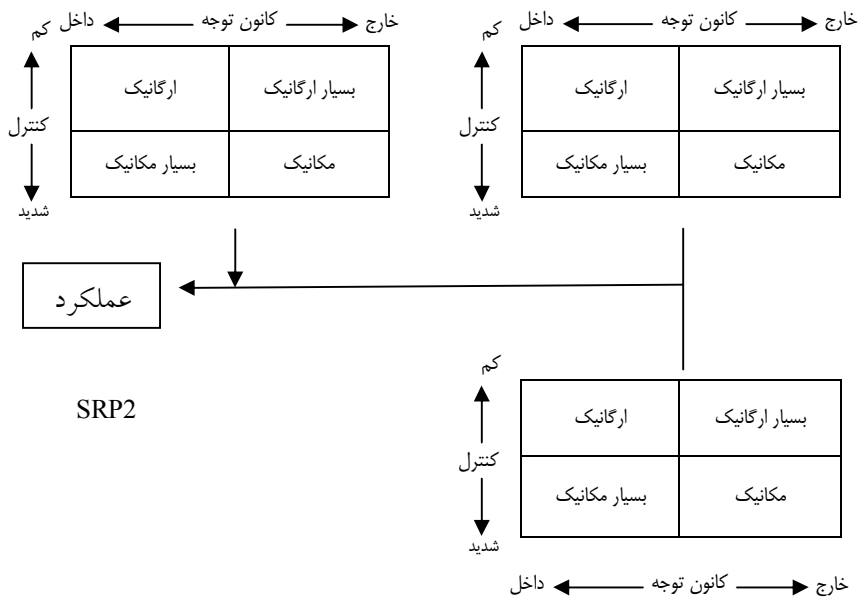 خارج کانون توجه داخل
کم
بسیار ارگانیک ارگانیک
کنترل
مکانیک بسیار مکانیک
شدید
خارج کانون توجه داخل
کم
بسیار ارگانیک ارگانیک
کنترل
مکانیک بسیار مکانیک
شدید
عملکرد
SRP2
کم
بسیار ارگانیک ارگانیک
کنترل
مکانیک بسیار مکانیک
شدید
خارج کانون توجه داخل